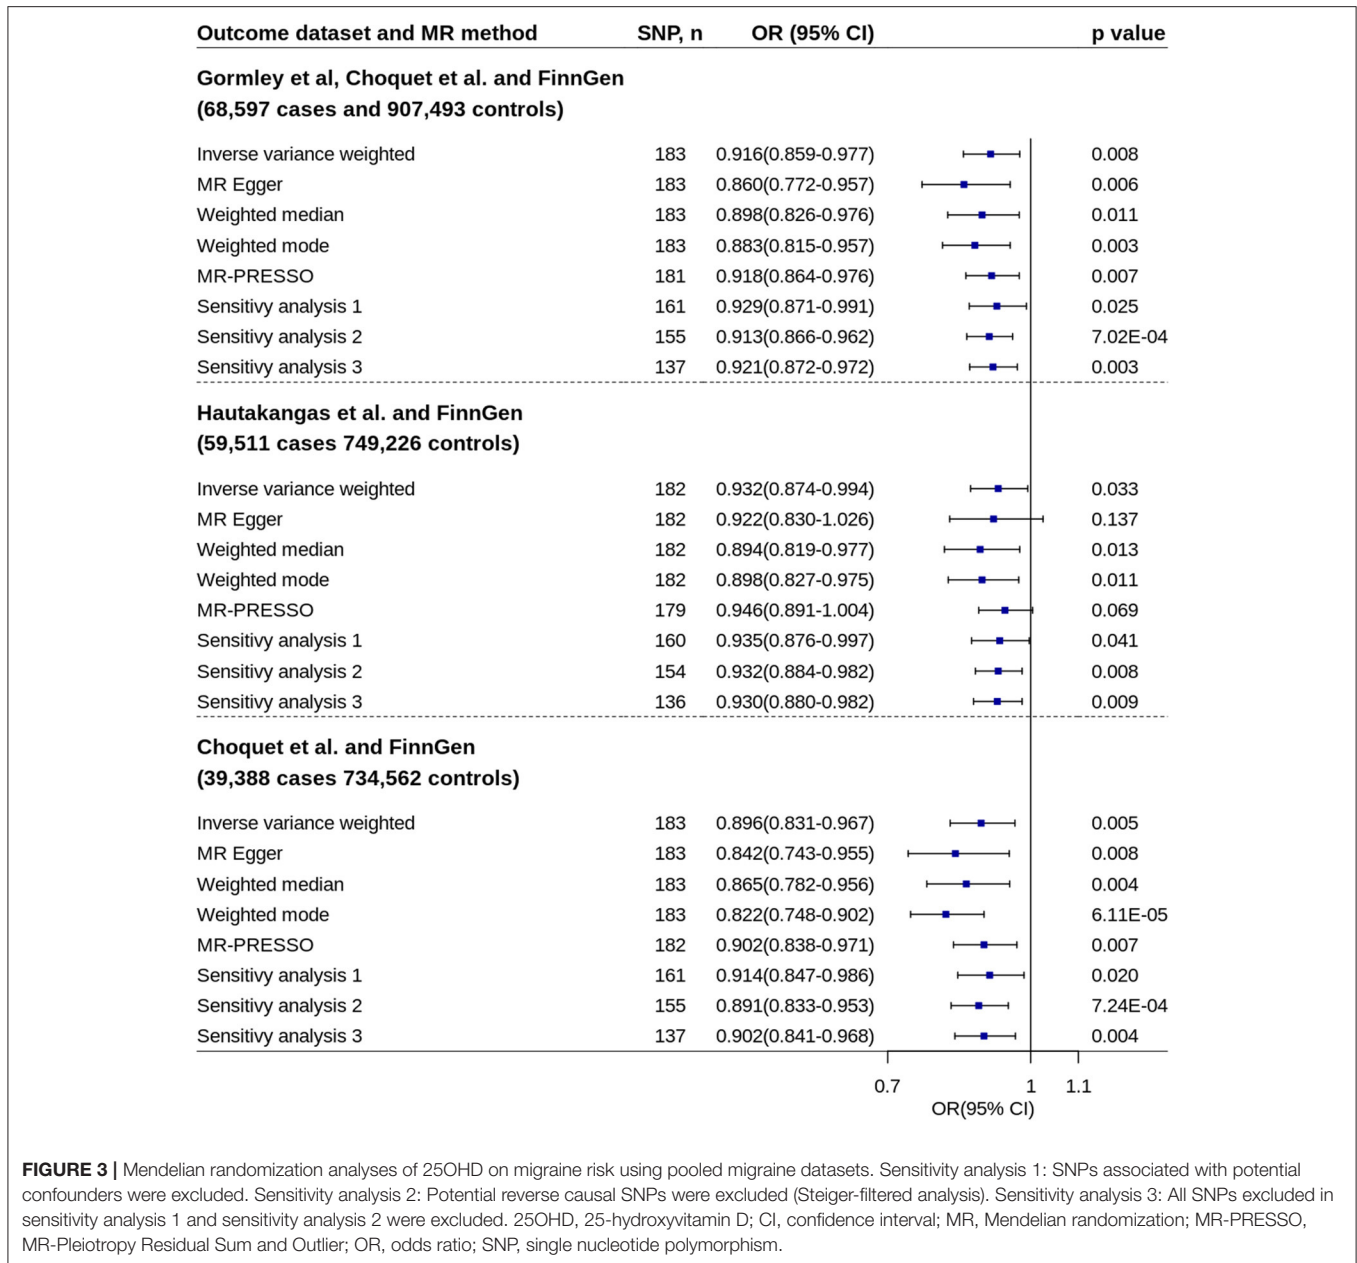 Outcome dataset and MR method SNP, n OR (95% CI) p value
Gormley et al, Choquet et al. and FinnGen
(68,597 cases and 907,493 controls)
Inverse variance weighted 183 0.916(0.859-0.977) 0.008
MR Egger 183 0.860(0.772-0.957) 0.006
Weighted median 183 0.898(0.826-0.976) 0.011
Weighted mode 183 0.883(0.815-0.957) 0.003
MR-PRESSO 181 0.918(0.864-0.976) 0.007
Sensitivy analysis 1 161 0.929(0.871-0.991) 0.025
Sensitivy analysis 2 155 0.913(0.866-0.962) 7.02E-04
Sensitivy analysis 3 137 0.921(0.872-0.972) 0.003
Hautakangas et al. and FinnGen
(59,511 cases 749,226 controls)
Inverse variance weighted 182 0.932(0.874-0.994) 0.033
MR Egger 182 0.922(0.830-1.026) 0.137
Weighted median 182 0.894(0.819-0.977) 0.013
Weighted mode 182 0.898(0.827-0.975) 0.011
MR-PRESSO 179 0.946(0.891-1.004) 0.069
Sensitivy analysis 1 160 0.935(0.876-0.997) 0.041
Sensitivy analysis 2 154 0.932(0.884-0.982) 0.008
Sensitivy analysis 3 136 0.930(0.880-0.982) 0.009
Choquet et al. and FinnGen
(39,388 cases 734,562 controls)
Inverse variance weighted 183 0.896(0.831-0.967) 0.005
MR Egger 183 0.842(0.743-0.955) 0.008
Weighted median 183 0.865(0.782-0.956) 0.004
Weighted mode 183 0.822(0.748-0.902) 6.11E-05
MR-PRESSO 182 0.902(0.838-0.971) 0.007
Sensitivy analysis 1 161 0.914(0.847-0.986) 0.020
Sensitivy analysis 2 155 0.891(0.833-0.953) 7.24E-04
Sensitivy analysis 3 137 0.902(0.841-0.968) 0.004
0.7 1 1.1
OR(95% CI)
FIGURE 3 | Mendelian randomization analyses of 25OHD on migraine risk using pooled migraine datasets. Sensitivity analysis 1: SNPs associated with potential
confounders were excluded. Sensitivity analysis 2: Potential reverse causal SNPs were excluded (Steiger-filtered analysis). Sensitivity analysis 3: All SNPs excluded in
sensitivity analysis 1 and sensitivity analysis 2 were excluded. 25OHD, 25-hydroxyvitamin D; CI, confidence interval; MR, Mendelian randomization; MR-PRESSO,
MR-Pleiotropy Residual Sum and Outlier; OR, odds ratio; SNP, single nucleotide polymorphism.